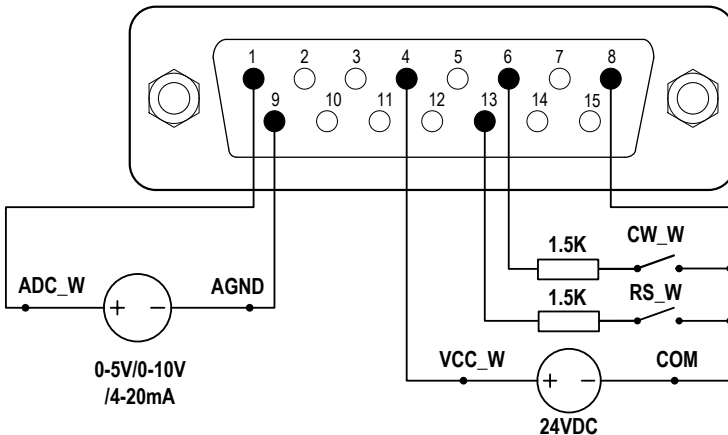 1 2 3 4 5 6 7 8
9 10 11 12 13 14 15
1.5K CW_W
ADC_W AGND 1.5K RS_W
0-5V/0-10V
/4-20mA
VCC_W COM
24VDC